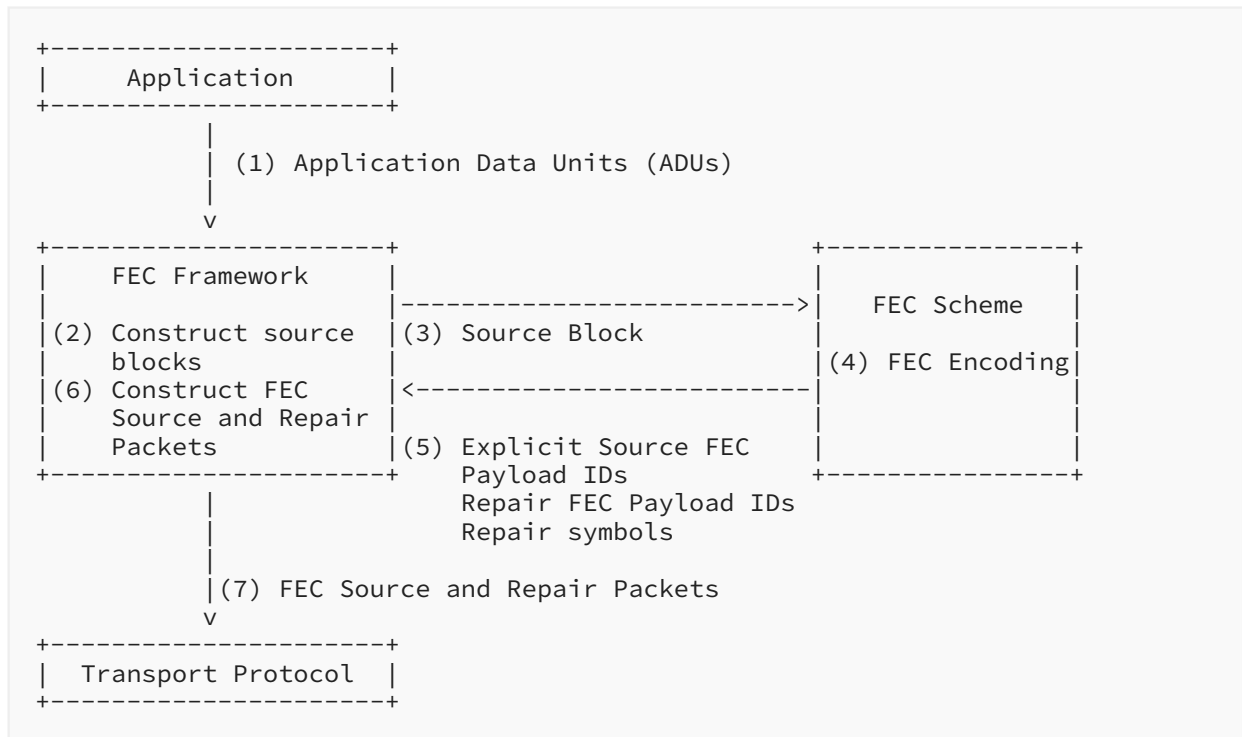 +----------------------+
|      Application     |
+----------------------+
           |
           | (1) Application Data Units (ADUs)
           |
           v
+----------------------+                           +----------------+
|    FEC Framework     |                           |                |
|                      |-------------------------->|   FEC Scheme   |
|(2) Construct source  |(3) Source Block           |                |
|    blocks            |                           |(4) FEC Encoding|
|(6) Construct FEC     |<--------------------------|                |
|    Source and Repair |                           |                |
|    Packets           |(5) Explicit Source FEC    |                |
+----------------------+    Payload IDs            +----------------+
           |                Repair FEC Payload IDs
           |                Repair symbols
           |
           |(7) FEC Source and Repair Packets
           v
+----------------------+
|  Transport Protocol  |
+----------------------+